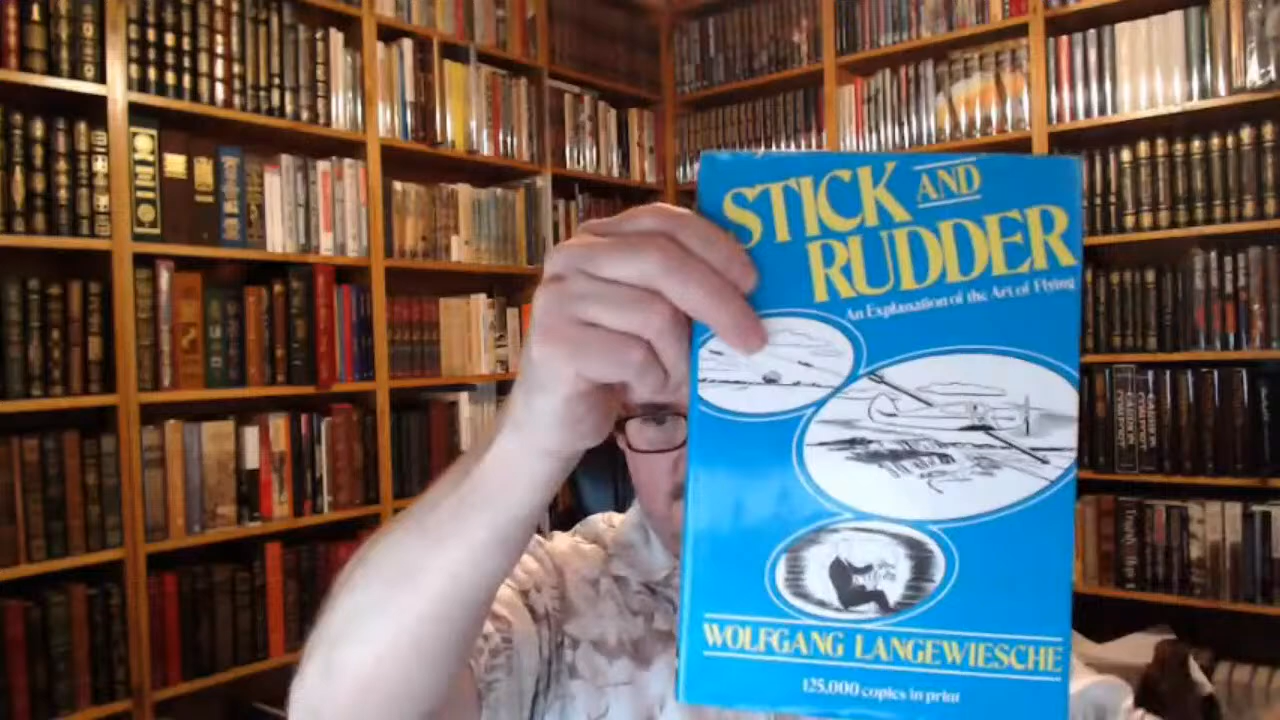 STICK AND
RUDDER
An Explanation of the Art of Flying
WOLFGANG LANGEWIESCHE
125,000 copies in print